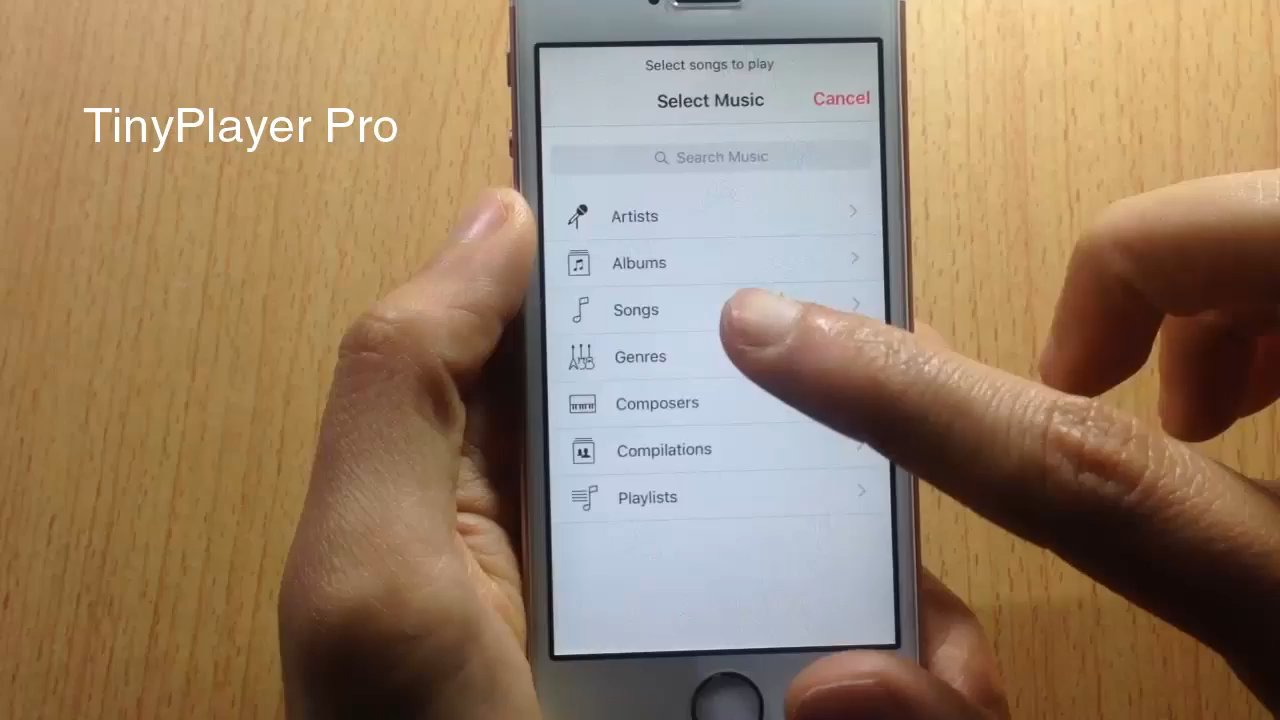 TinyPlayer Pro
Select songs to play
Select Music
Cancel
Search Music
Artists
Albums
Songs
Genres
Composers
Compilations
Playlists